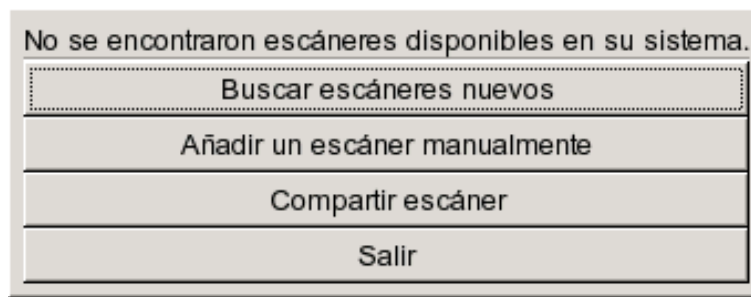 No se encontraron escáneres disponibles en su sistema.
Buscar escáneres nuevos
Añadir un escáner manualmente
Compartir escáner
Salir